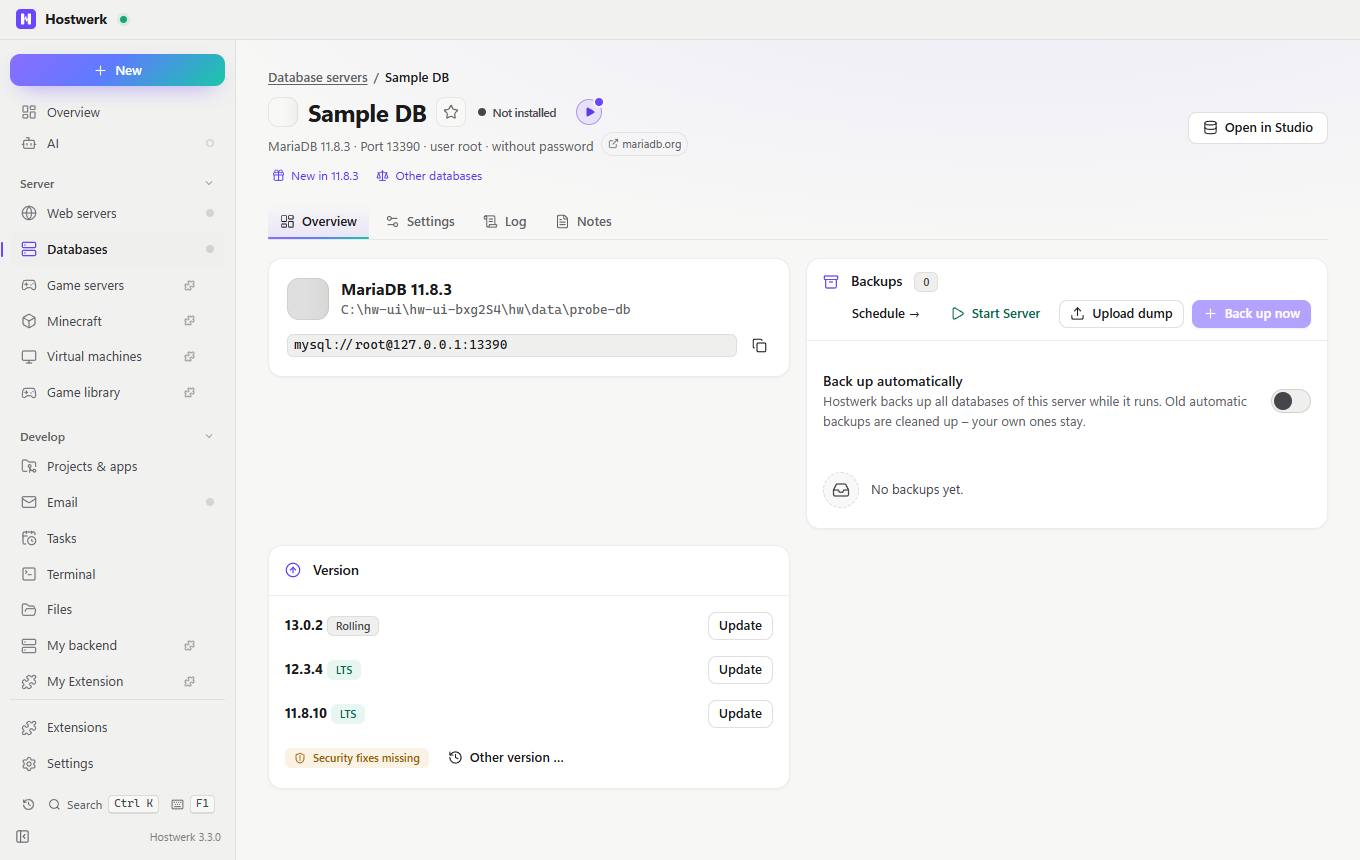 Hostwerk
New
Overview
AI
Server
Web servers
Databases
Game servers
Minecraft
Virtual machines
Game library
Develop
Projects & apps
Email
Tasks
Terminal
Files
My backend
My Extension
Extensions
Settings
Search Ctrl K F1
Hostwerk 3.3.0
Database servers / Sample DB
Sample DB Not installed
MariaDB 11.8.3 · Port 13390 · user root · without password mariadb.org
New in 11.8.3 Other databases
Open in Studio
Overview Settings Log Notes
MariaDB 11.8.3
C:\hw-ui\hw-ui-bxg2S4\hw\data\probe-db
mysql://root@127.0.0.1:13390
Backups 0
Schedule → Start Server Upload dump Back up now
Back up automatically
Hostwerk backs up all databases of this server while it runs. Old automatic
backups are cleaned up – your own ones stay.
No backups yet.
Version
13.0.2 Rolling Update
12.3.4 LTS Update
11.8.10 LTS Update
Security fixes missing Other version ...